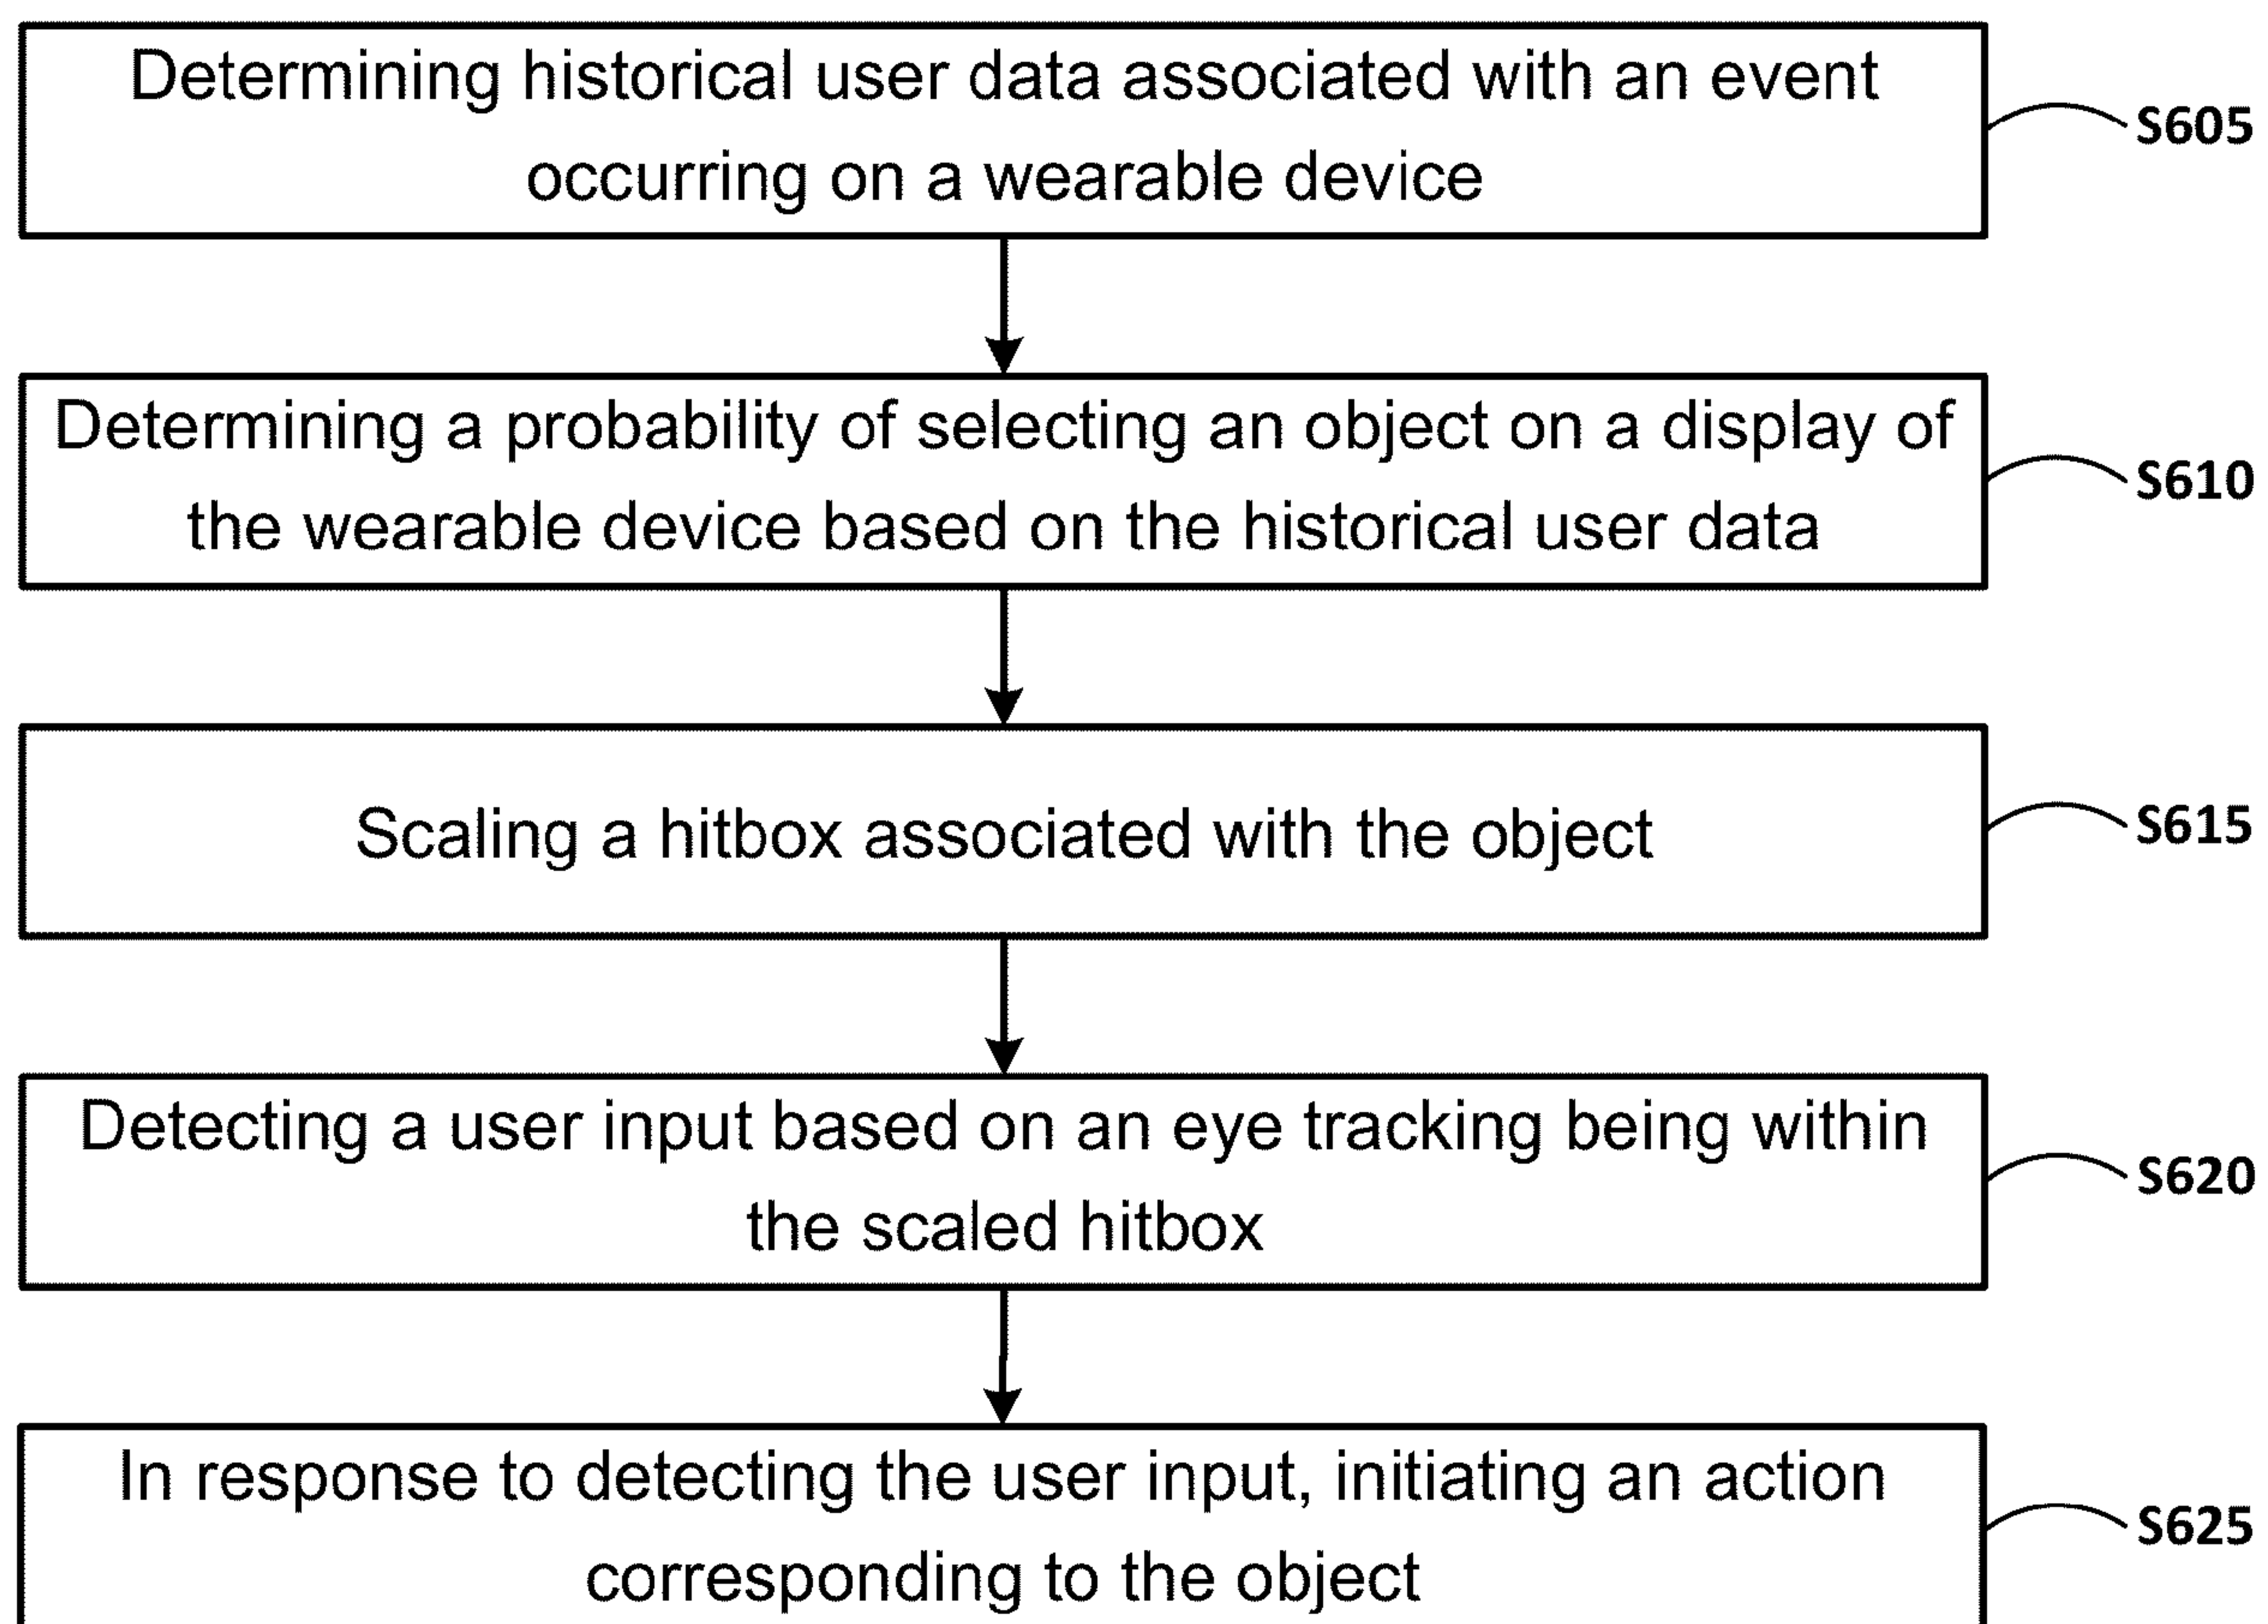 Determining historical user data associated with an event
occurring on a wearable device
S605
Determining a probability of selecting an object on a display of
the wearable device based on the historical user data
S610
Scaling a hitbox associated with the object
S615
Detecting a user input based on an eye tracking being within
the scaled hitbox
S620
In response to detecting the user input, initiating an action
corresponding to the object
S625